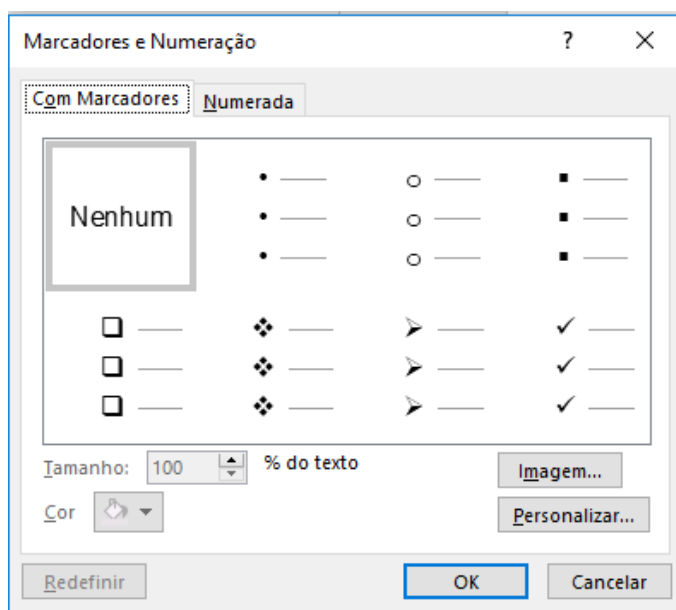 Marcadores e Numeração ? X
Com Marcadores Numerada
Nenhum
Tamanho: 100 % do texto Imagem...
Cor Personalizar...
Redefinir OK Cancelar